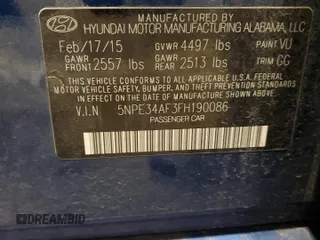 MANUFACTURED BY
HYUNDAI MOTOR MANUFACTURING ALABAMA, LLC
Feb/17/15 GVWR 4497 lbs PAINT VU
GAWR FRONT 2557 lbs GAWR REAR 2513 lbs TRIM GG
THIS VEHICLE CONFORMS TO ALL APPLICABLE FEDERAL
MOTOR VEHICLE SAFETY, BUMPER, AND THEFT PREVENTION
STANDARDS IN EFFECT ON THE DATE OF MANUFACTURE SHOWN ABOVE.
V.I.N 5NPE34AF3FH190086
PASSENGER CAR
DREAMBID